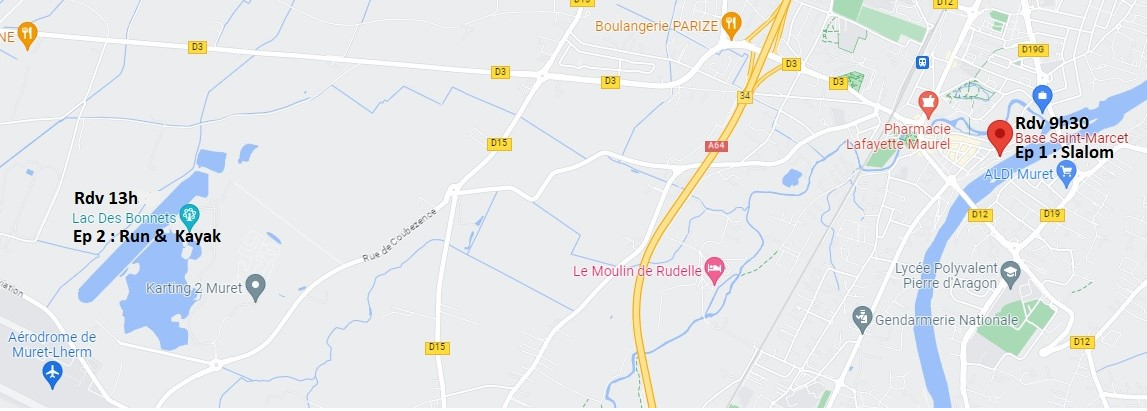 D15
D12
NE
Boulangerie PARIZE
D3
D19G
D3
D3
D3
D3
34
Rdv 9h30
Base Saint-Marcet
Ep 1 : Slalom
Pharmacie
Lafayette Maurel
D15
A64
ALDI Muret
Rdv 13h
Lac Des Bonnets
Ep 2 : Run & Kayak
D12
D19
Rue de Coubezence
Le Moulin de Rudelle
Lycée Polyvalent
Pierre d'Aragon
Karting 2 Muret
viation
Gendarmerie Nationale
Aérodrome de
Muret-Lherm
D15
D12